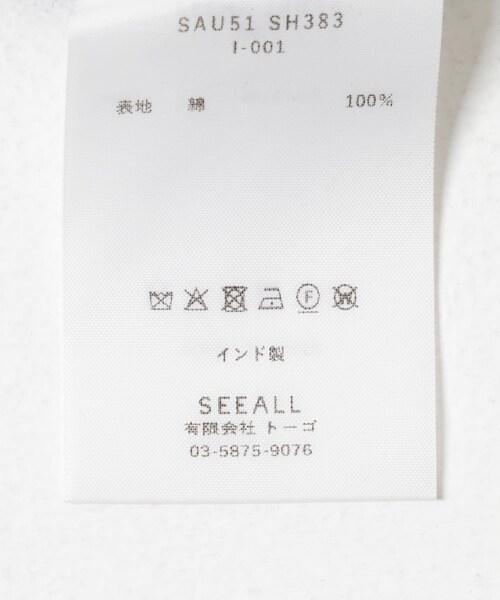 SAU51 SH383
I-001
表地 綿 100%
F W
インド製
SEEALL
有限会社 トーゴ
03-5875-9076